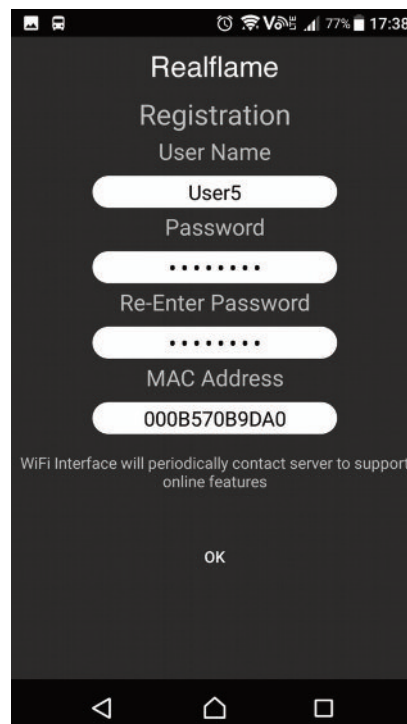 77% 17:38
Realflame
Registration
User Name
User5
Password
••••••••
Re-Enter Password
••••••••
MAC Address
000B570B9DA0
WiFi Interface will periodically contact server to support
online features
OK